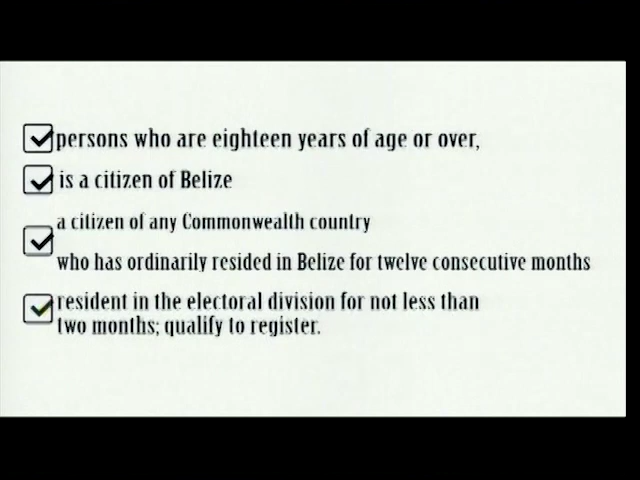 persons who are eighteen years of age or over,
is a citizen of Belize
a citizen of any Commonwealth country
who has ordinarily resided in Belize for twelve consecutive months
resident in the electoral division for not less than
two months; qualify to register.